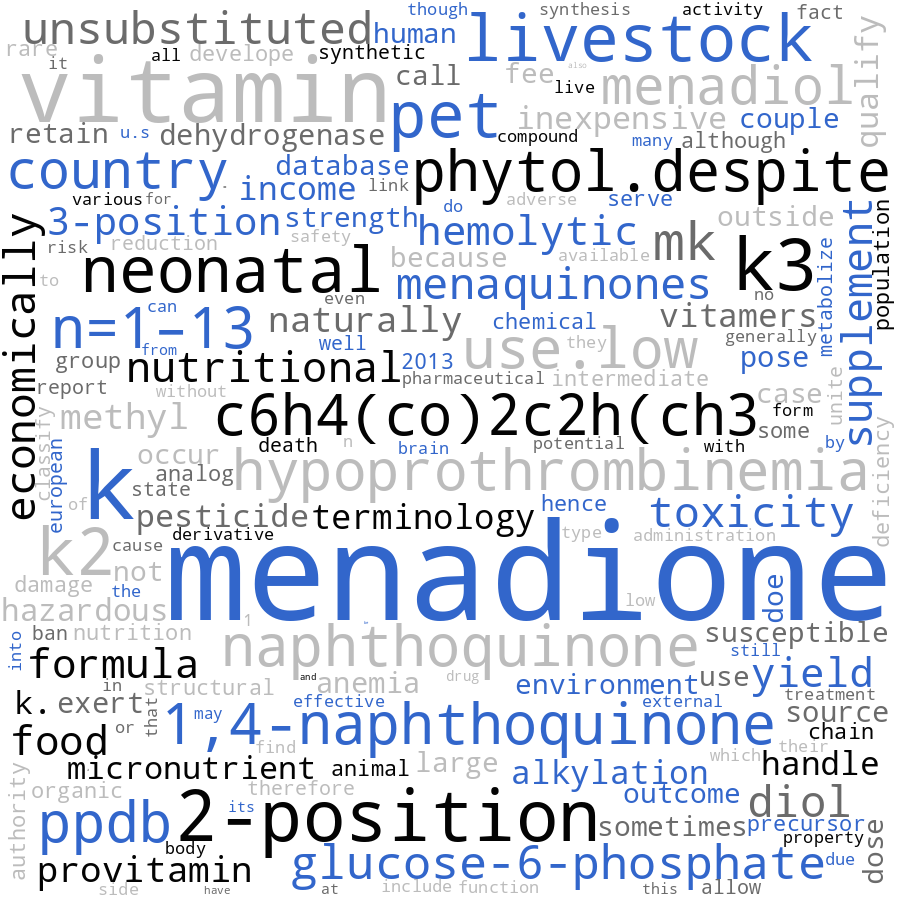 though synthesis activity fact
unsubstituted human livestock
rare it all develope synthetic
vitamin call fee also live menadiol qualify
pet inexpensive couple
retain u.s dehydrogenase compound many although
country database phytol.despite
various for - income link adverse serve
3-position strength do outside
risk reduction safety hemolytic mk k3 supplement population
neonatal because available metabolize
to even menaquinones no
economically n=1–13 can naturally chemical vitamers
from well use.low they generally
group nutritional 2013 pose
report without pharmaceutical intermediate case unite
methyl c6h4(co)2c2h(ch3 form some
classify death n brain potential with by
european occur hypoprothrombinemia deficiency
k analog state
of pesticide terminology hence toxicity
k2 cause derivative type administration
not menadione
damage the low doe
hazardous 1
into ban nutrition naphthoquinone susceptible
formula still
in structural and anemia drug environment use yield
k. exert that effective external treatment
or 1,4-naphthoquinone may source
food find which their chain
micronutrient animal large alkylation handle
authority organic therefore outcome diol
ppdb its 2-position sometimes precursor
body property dose
provitamin glucose-6-phosphate due
side have at include function this allow